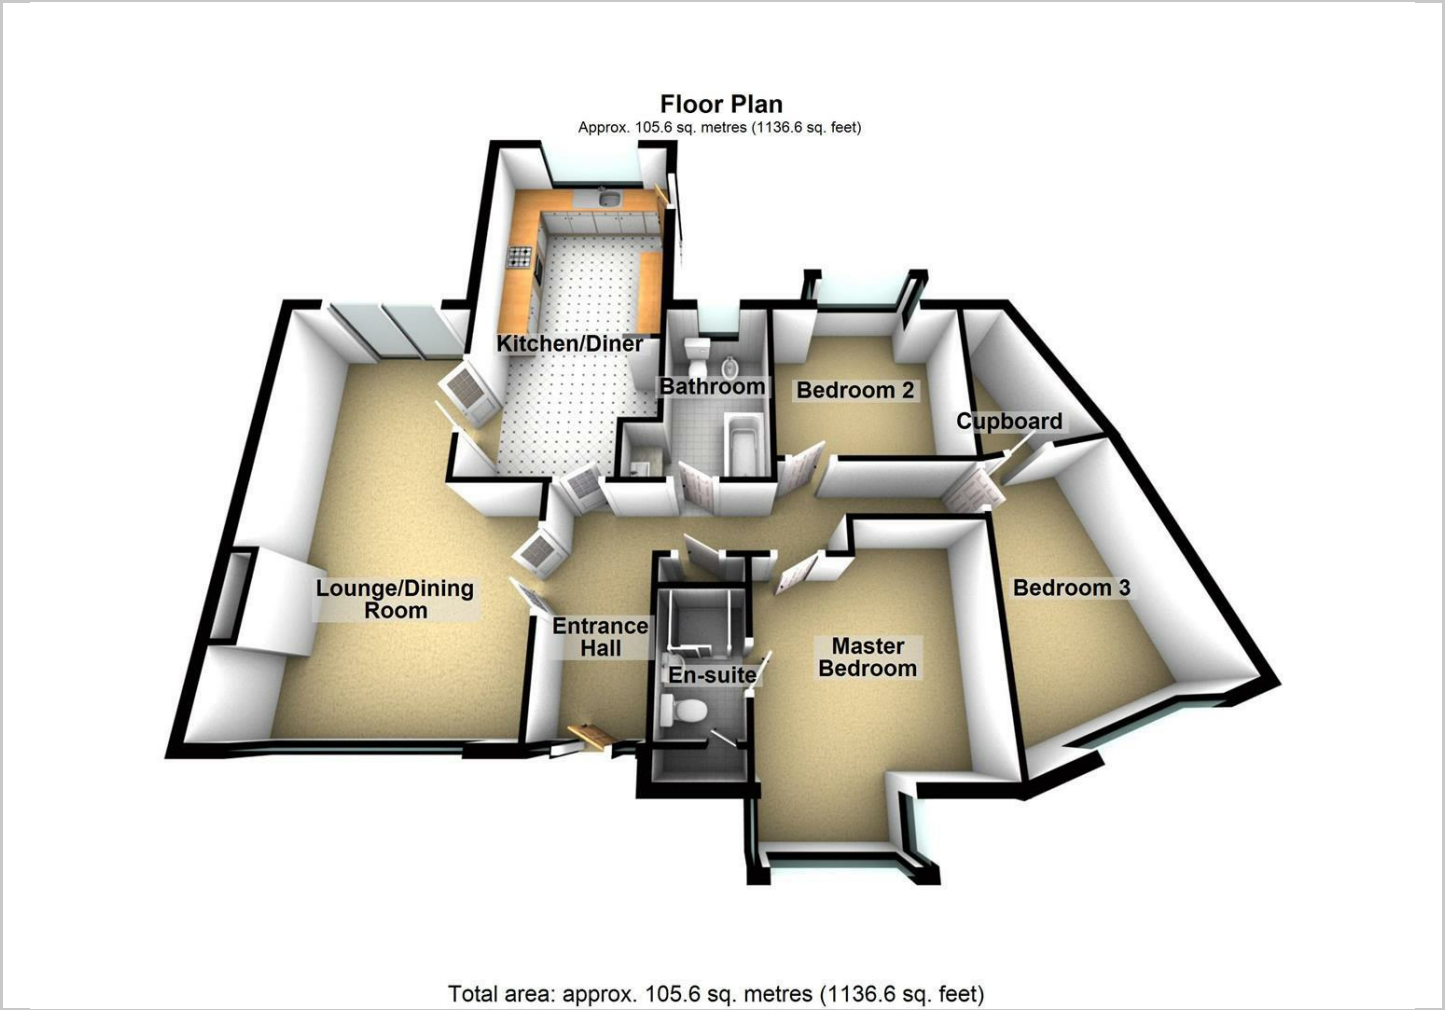 Floor Plan
Approx. 105.6 sq. metres (1136.6 sq. feet)
Kitchen/Diner
Bathroom
Bedroom 2
Cupboard
Lounge/Dining
Room
Entrance
Hall
En-suite
Master
Bedroom
Bedroom 3
Total area: approx. 105.6 sq. metres (1136.6 sq. feet)